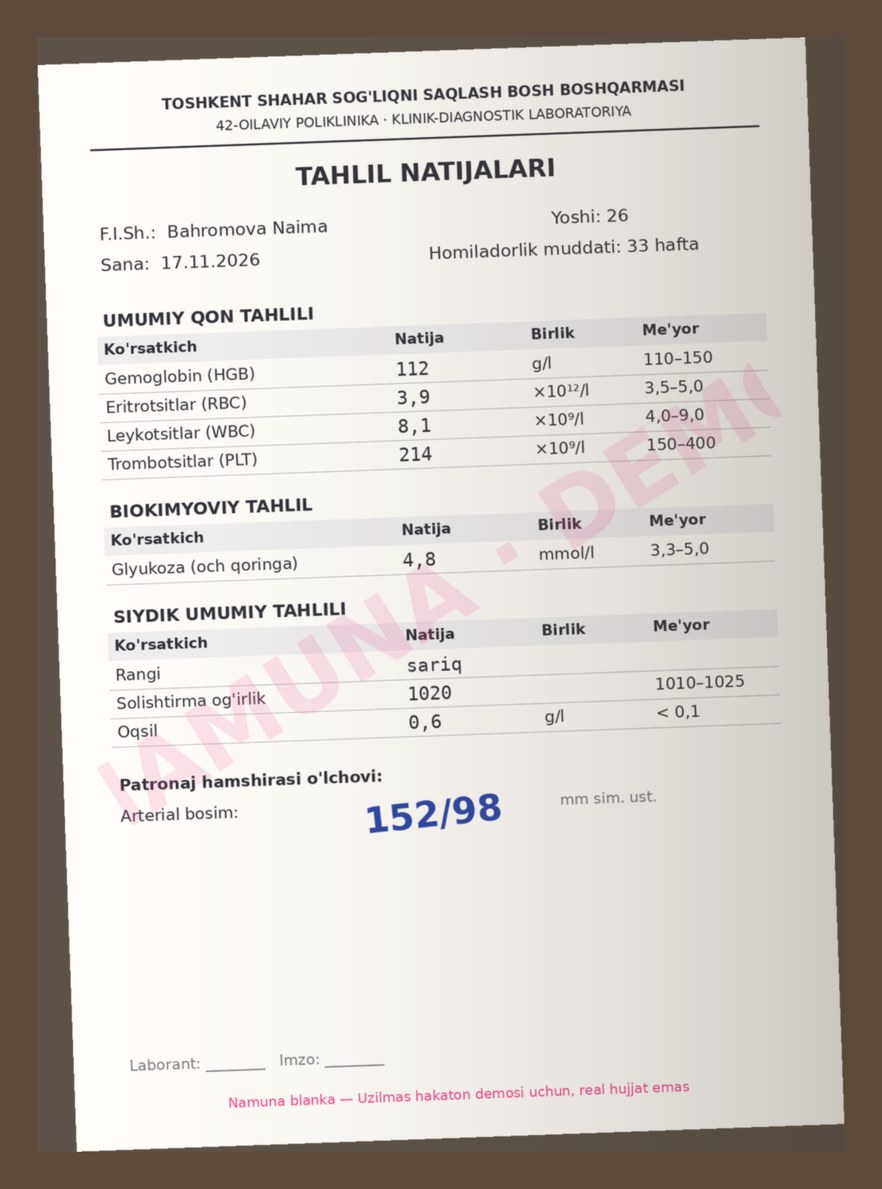 TOSHKENT SHAHAR SOG'LIQNI SAQLASH BOSH BOSHQARMASI
42-OILAVIY POLIKLINIKA · KLINIK-DIAGNOSTIK LABORATORIYA
TAHLIL NATIJALARI
F.I.Sh.: Bahromova Naima Yoshi: 26
Sana: 17.11.2026 Homiladorlik muddati: 33 hafta
UMUMIY QON TAHLILI
Ko'rsatkich Natija Birlik Me'yor
Gemoglobin (HGB) 112 g/l 110–150
Eritrotsitlar (RBC) 3,9 ×10¹²/l 3,5–5,0
Leykotsitlar (WBC) 8,1 ×10⁹/l 4,0–9,0
Trombotsitlar (PLT) 214 ×10⁹/l 150–400
BIOKIMYOVIY TAHLIL
Ko'rsatkich Natija Birlik Me'yor
Glyukoza (och qoringa) 4,8 mmol/l 3,3–5,0
SIYDIK UMUMIY TAHLILI
Ko'rsatkich Natija Birlik Me'yor
Rangi sariq
Solishtirma og'irlik 1020 1010–1025
Oqsil 0,6 g/l < 0,1
Patronaj hamshirasi o'lchovi:
Arterial bosim: 152/98 mm sim. ust.
Laborant: ________ Imzo: ________
Namuna blanka — Uzilmas hakaton demosi uchun, real hujjat emas
AMUNA · DEM